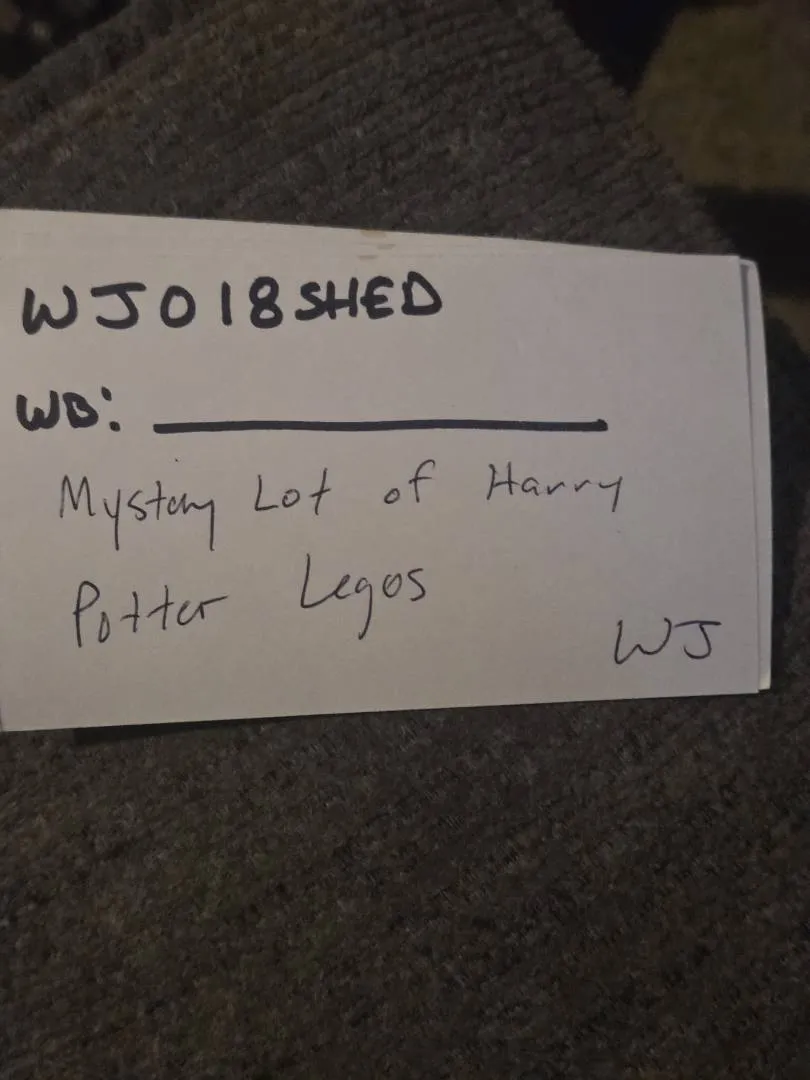 WJ018SHED
WB: ___________
Mystery Lot of Harry
Potter Legos
WJ